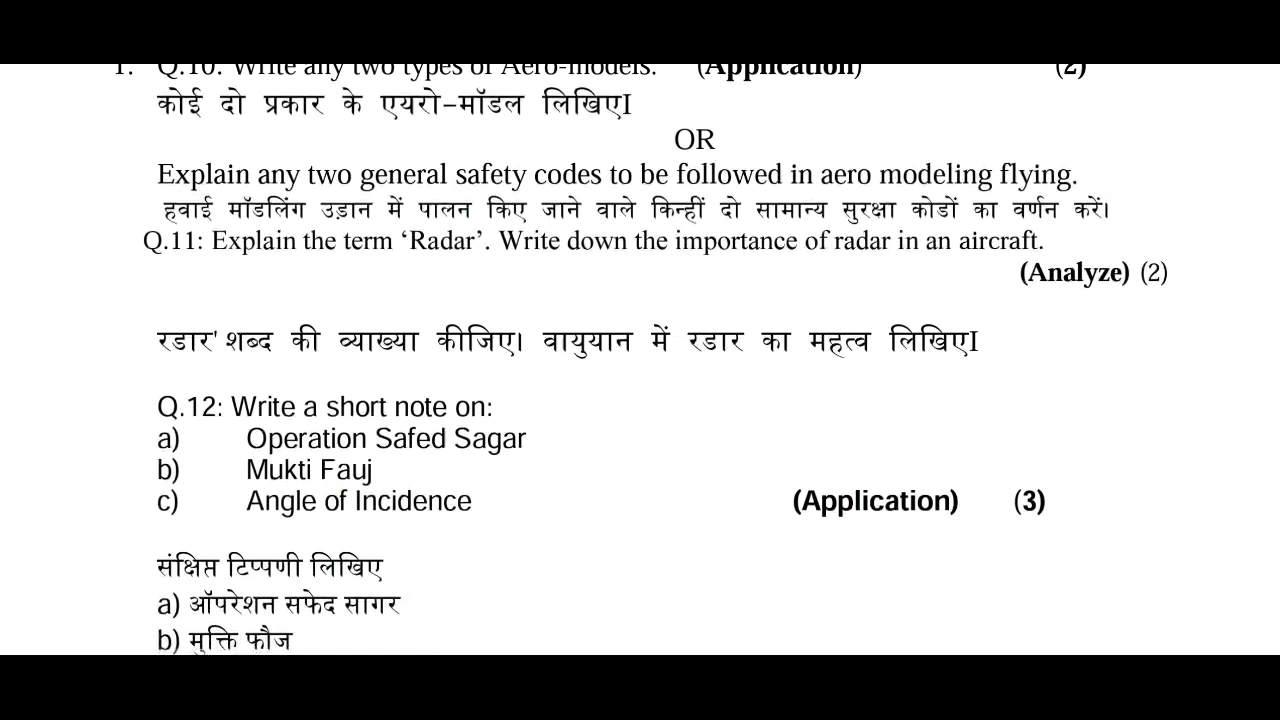 1. Q.10: Write any two types of Aero-models. (Application) (2)
कोई दो प्रकार के एयरो-मॉडल लिखिएI
OR
Explain any two general safety codes to be followed in aero modeling flying.
हवाई मॉडलिंग उड़ान में पालन किए जाने वाले किन्हीं दो सामान्य सुरक्षा कोडों का वर्णन करें।
Q.11: Explain the term ‘Radar’. Write down the importance of radar in an aircraft.
(Analyze) (2)
रडार' शब्द की व्याख्या कीजिए। वायुयान में रडार का महत्व लिखिएI
Q.12: Write a short note on:
a) Operation Safed Sagar
b) Mukti Fauj
c) Angle of Incidence (Application) (3)
संक्षिप्त टिप्पणी लिखिए
a) ऑपरेशन सफेद सागर
b) मुक्ति फौज